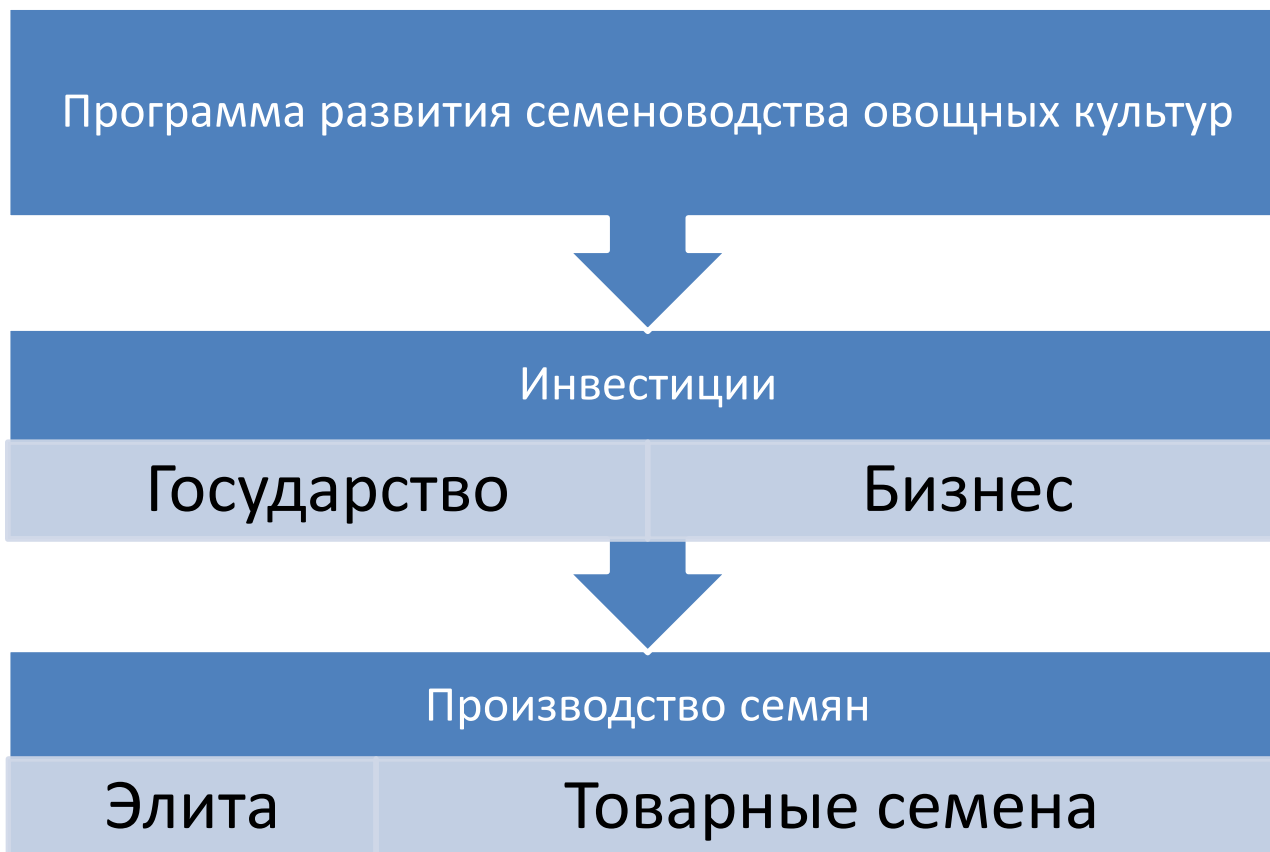 Программа развития семеноводства овощных культур
Инвестиции
Государство Бизнес
Производство семян
Элита Товарные семена